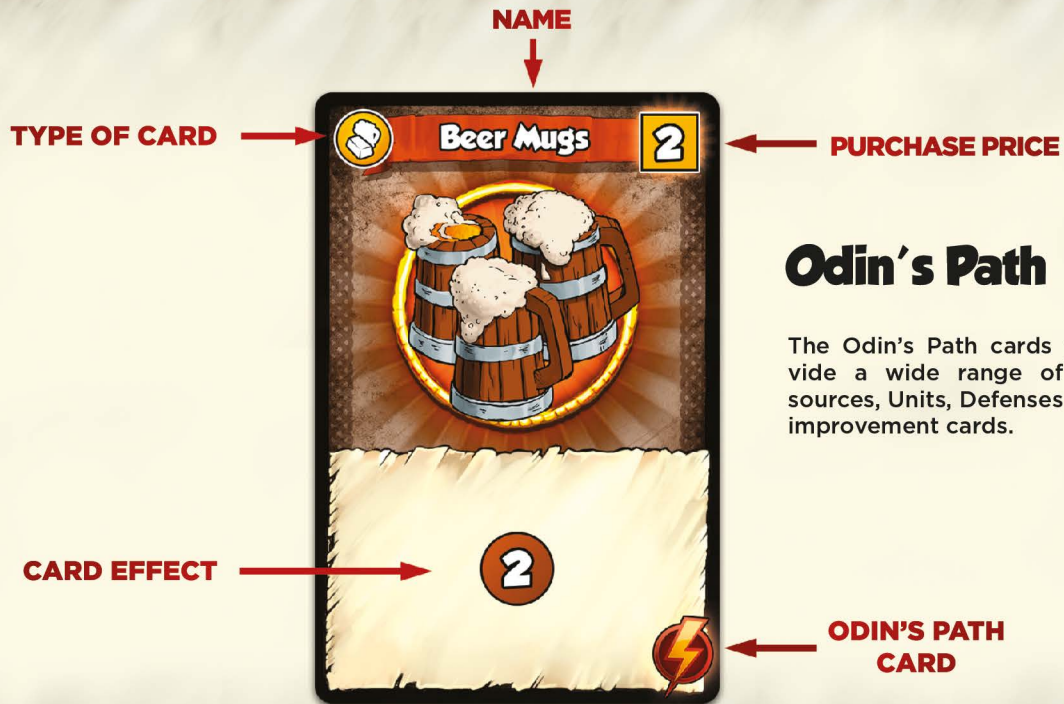 NAME
TYPE OF CARD
Beer Mugs
2
PURCHASE PRICE
Odin's Path
The Odin's Path cards
vide a wide range of
sources, Units, Defenses
improvement cards.
CARD EFFECT
2
ODIN'S PATH
CARD